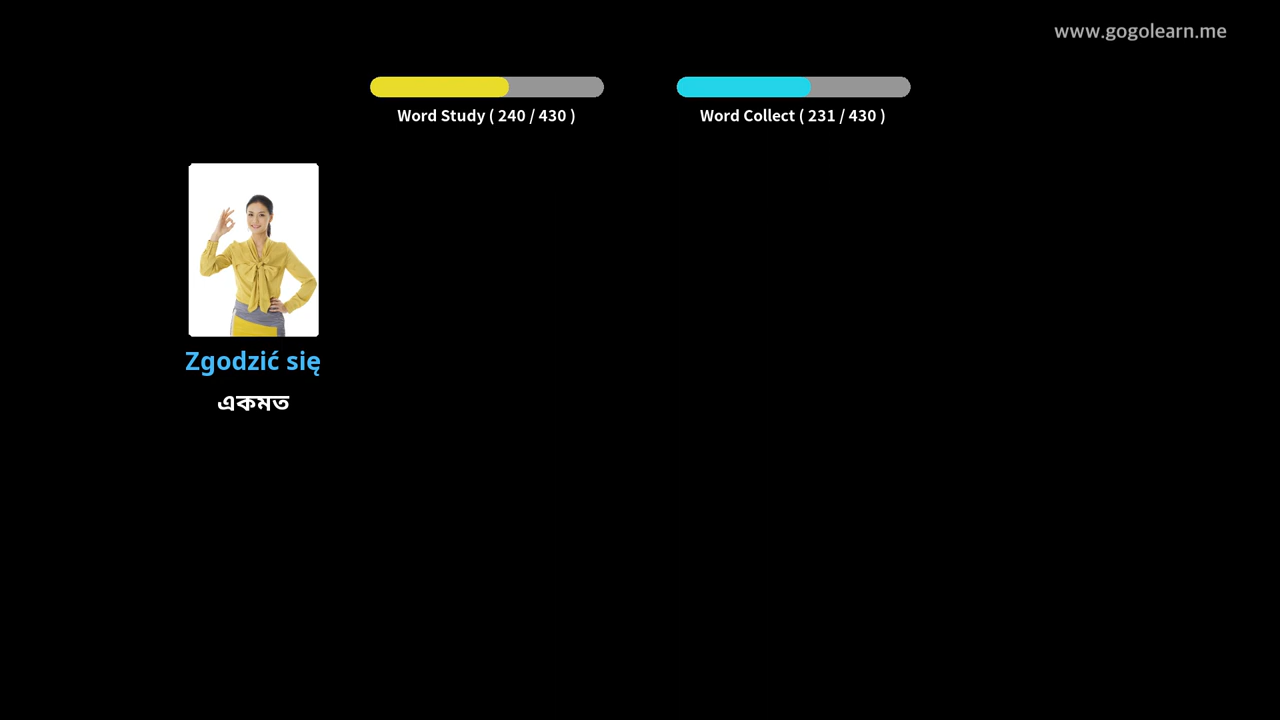 www.gogolearn.me
Word Study ( 240 / 430 )
Word Collect ( 231 / 430 )
Zgodzić się
একমত